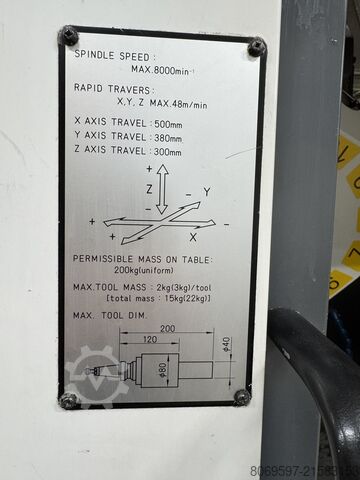 SPINDLE SPEED :
MAX.8000min⁻¹
RAPID TRAVERS:
X,Y, Z MAX.48m/min
X AXIS TRAVEL : 500mm
Y AXIS TRAVEL : 380mm
Z AXIS TRAVEL : 300mm
+
Z
Y
-
-
-
+
+
X
PERMISSIBLE MASS ON TABLE:
200kg(uniform)
MAX.TOOL MASS : 2kg(3kg)/tool
[total mass : 15kg(22kg)]
MAX. TOOL DIM.
200
120
φ80
φ40